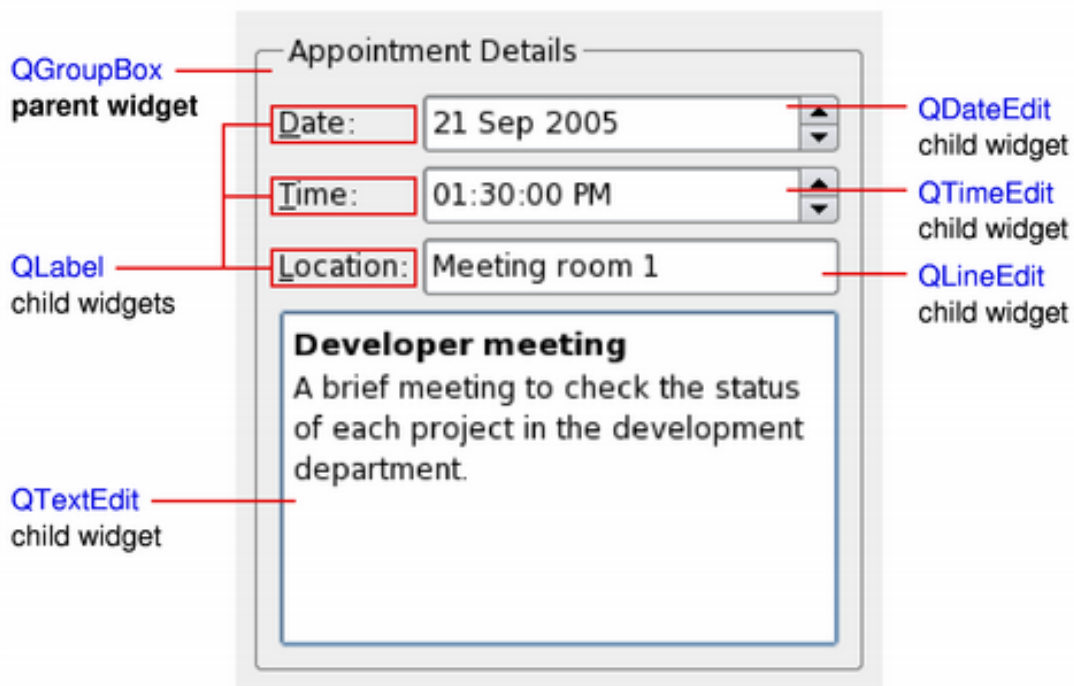 Appointment Details
QGroupBox
parent widget
Date: 21 Sep 2005
QDateEdit
child widget
Time: 01:30:00 PM
QTimeEdit
child widget
QLabel
child widgets
Location: Meeting room 1
QLineEdit
child widget
Developer meeting
A brief meeting to check the status
of each project in the development
department.
QTextEdit
child widget